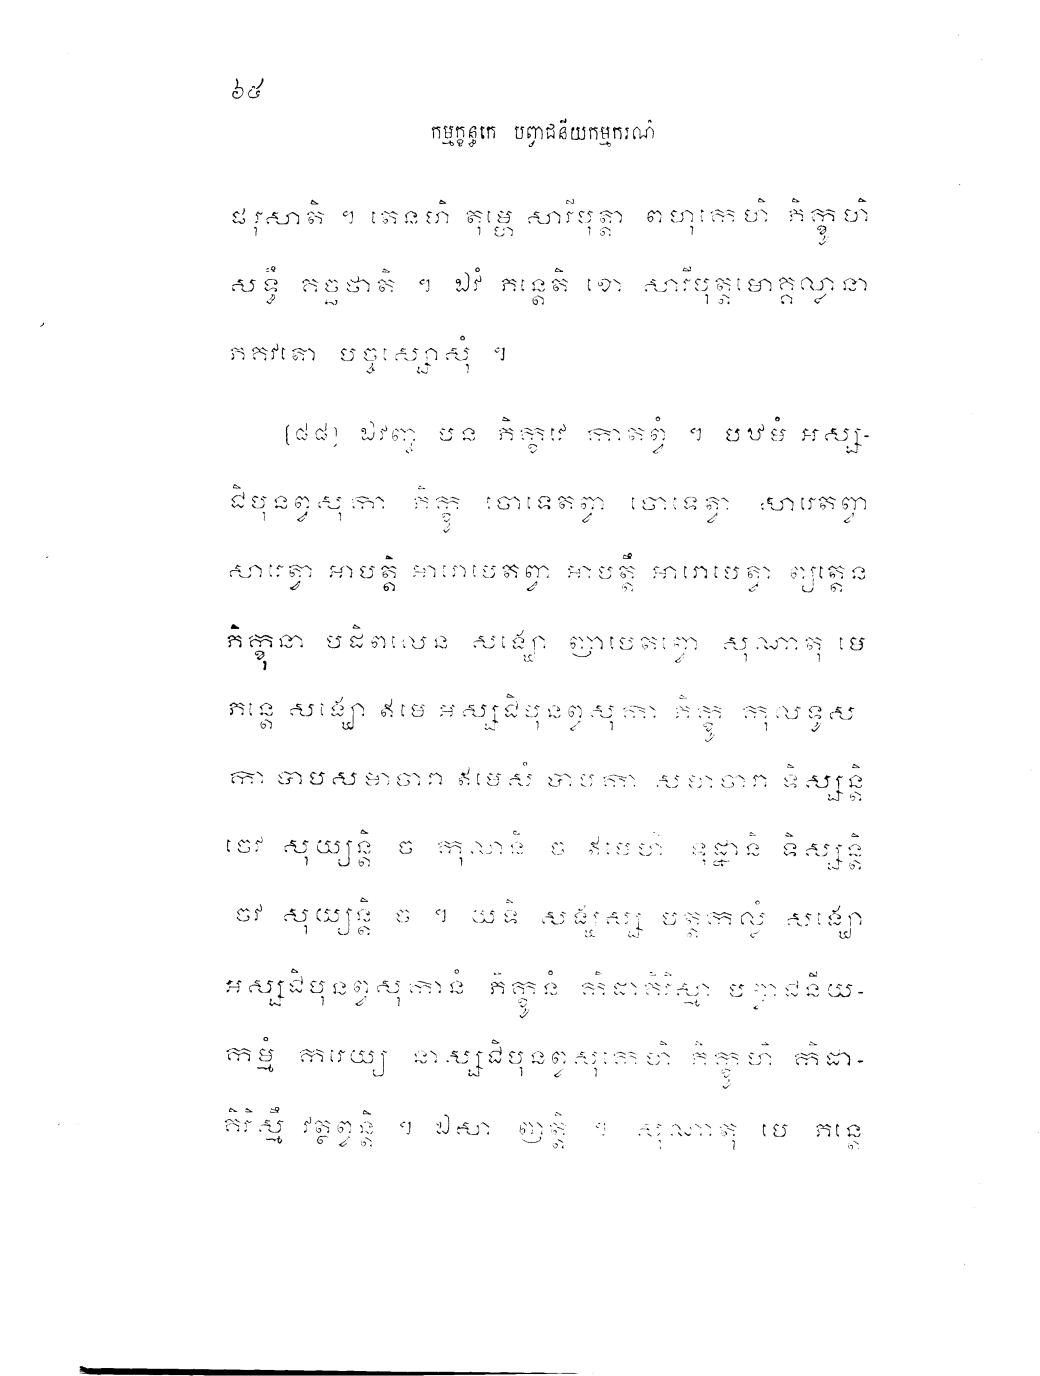 ៦៤
កម្មក្ខន្ធកេ បញ្វាជនីយកម្មករណំ
ផរុសាតិ ។ តេនហិ តុម្ហេ សារីបុត្តា ពហុកេហិ ភិក្ខូហិ
សទ្ធឹ គច្ឆថាតិ ។ ឯវំ ភន្តេតិ ខោ សារីបុត្តមោគ្គល្លានា
ភគវតោ បច្ចស្សោសុំ ។
(៨៨) ឯវញ្ច បន ភិក្ខវេ កាតព្វំ ។ បឋមំ អស្ស-
ជិបុនព្វសុកា ភិក្ខូ ចោទេតព្វា ចោទេត្វា សារេតព្វា
សារេត្វា អាបត្តិ អារោបេតព្វា អាបត្តឹ អារោបេត្វា ព្យត្តេន
ភិក្ខុនា បដិពលេន សង្ឃោ ញាបេតព្វោ សុណាតុ មេ
ភន្តេ សង្ឃោ ឥមេ អស្សជិបុនព្វសុកា ភិក្ខូ កុលទូស
កា បាបសមាចារា ឥមេសំ បាបកា សមាចារា ទិស្សន្តិ
ចេវ សុយ្យន្តិ ច កុលានិ ច ឥមេហិ ទុដ្ឋានិ ទិស្សន្តិ
ចវ សុយ្យន្តិ ច ។ យទិ សង្ឃស្ស បត្តកល្លំ សង្ឃោ
អស្សជិបុនព្វសុកានំ ភិក្ខូនំ កិដាគិរិស្មា បញ្វាជនីយ-
កម្មំ ករេយ្យ នាស្សជិបុនព្វសុកេហិ ភិក្ខូហិ កិដា-
គិរិស្មឹ វត្ថព្វន្តិ ។ ឯសា ញត្តិ ។ សុណាតុ មេ ភន្តេ